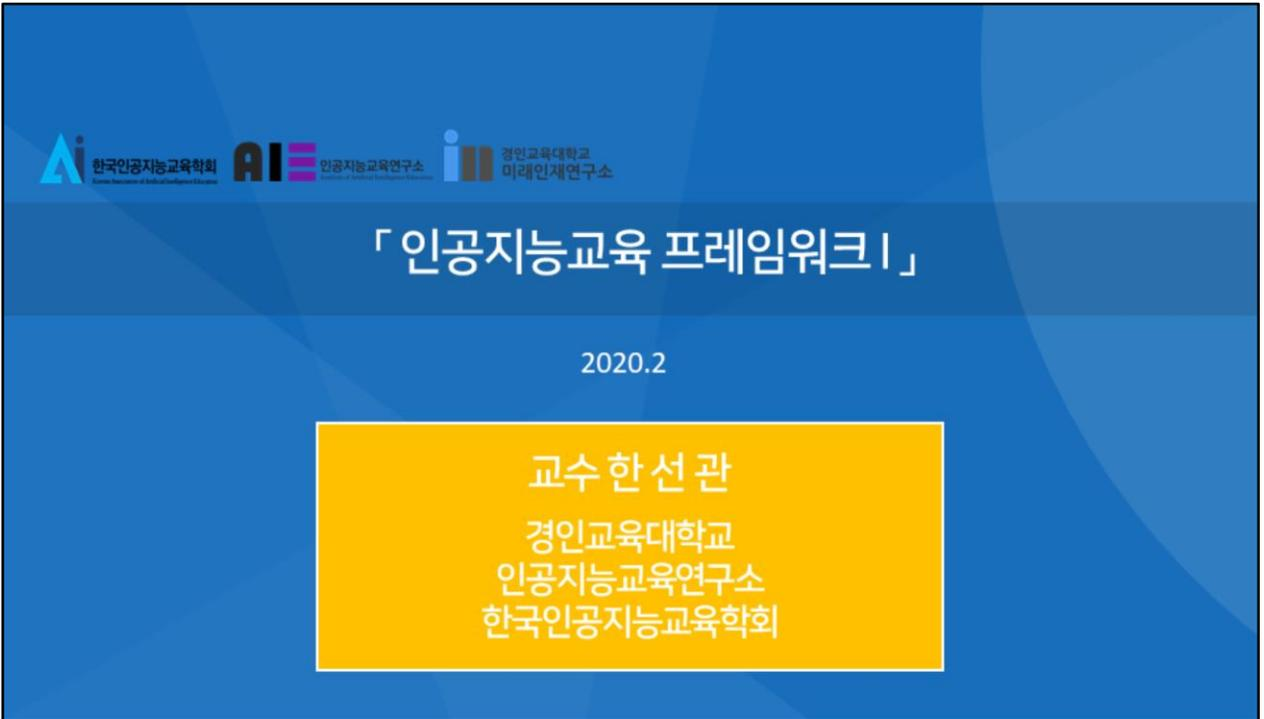 Ai 한국인공지능교육학회
AIE 인공지능교육연구소
in 경인교육대학교
미래인재연구소
「인공지능교육 프레임워크 I」
2020.2
교수 한 선 관
경인교육대학교
인공지능교육연구소
한국인공지능교육학회